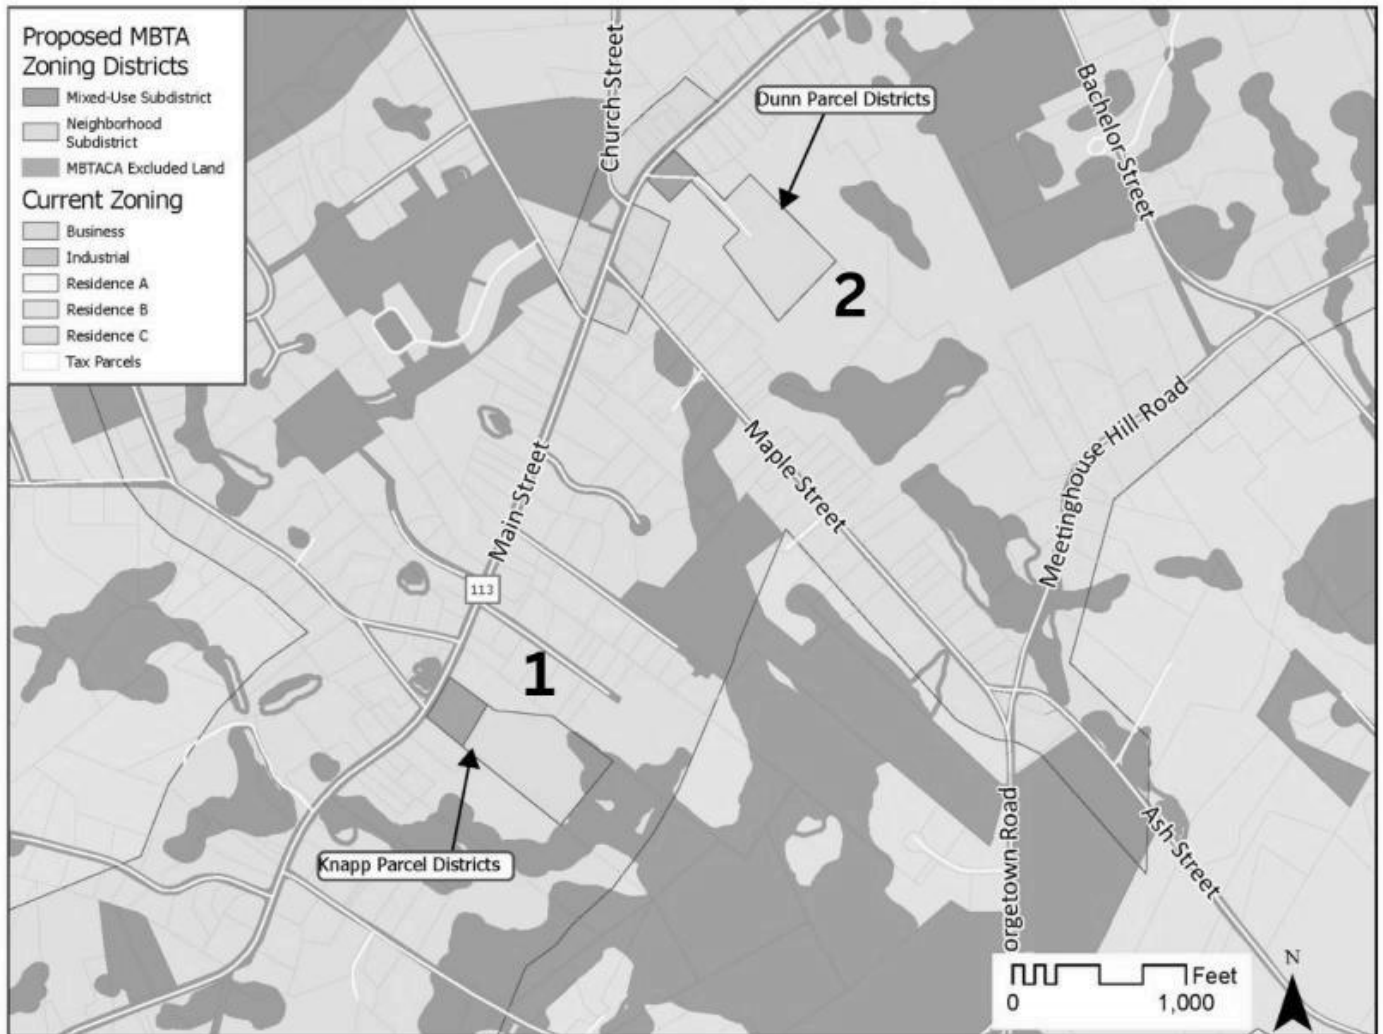 Proposed MBTA
Zoning Districts
Mixed-Use Subdistrict
Neighborhood
Subdistrict
MBTACA Excluded Land
Current Zoning
Business
Industrial
Residence A
Residence B
Residence C
Tax Parcels
Church Street
Dunn Parcel Districts
Bachelor Street
2
Main Street
Maple Street
Meetinghouse Hill Road
113
1
Knapp Parcel Districts
orgetown Road
Ash Street
N
Feet
0
1,000